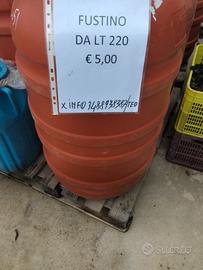 FUSTINO
DA LT 220
€ 5,00
X INFO
SUBITO